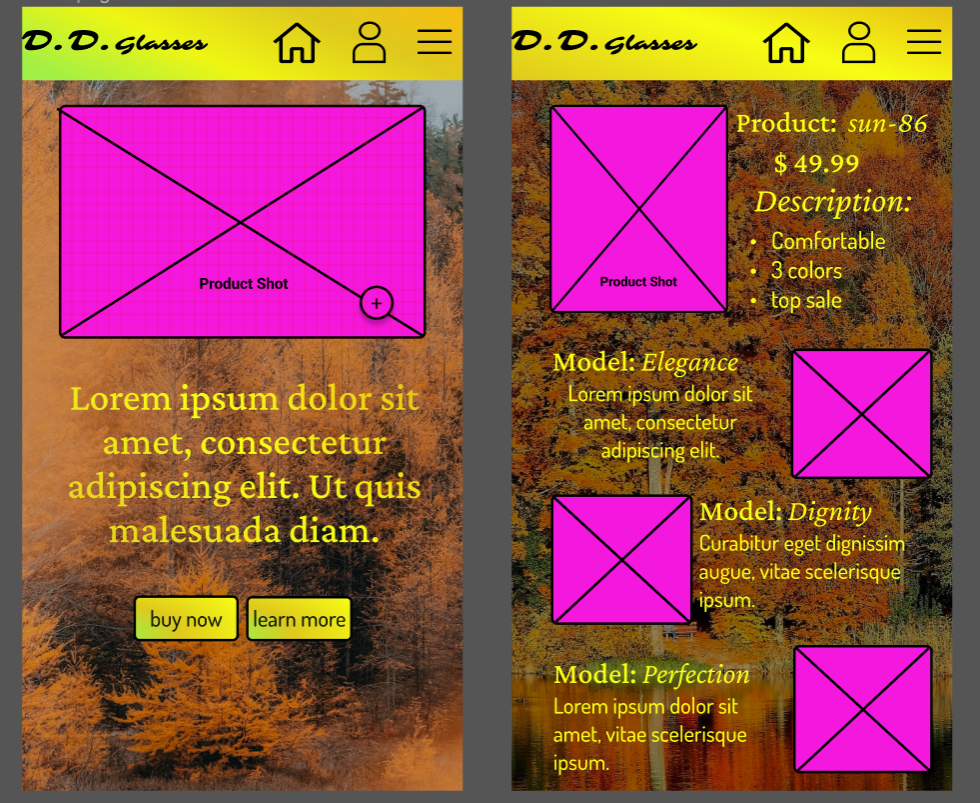 D.D. Glasses
Product Shot
+
Lorem ipsum dolor sit
amet, consectetur
adipiscing elit. Ut quis
malesuada diam.
buy now
learn more
D.D. Glasses
Product Shot
Product: sun-86
$ 49.99
Description:
• Comfortable
• 3 colors
• top sale
Model: Elegance
Lorem ipsum dolor sit
amet, consectetur
adipiscing elit.
Model: Dignity
Curabitur eget dignissim
augue, vitae scelerisque
ipsum.
Model: Perfection
Lorem ipsum dolor sit
amet, vitae scelerisque
ipsum.